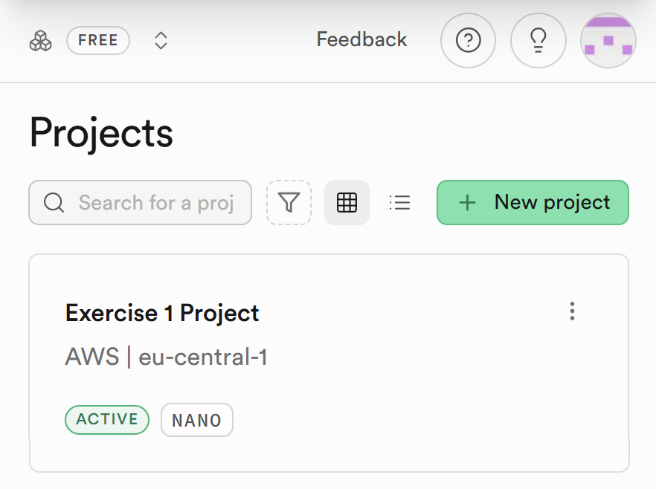 FREE
Feedback
Projects
Search for a proj
New project
Exercise 1 Project
AWS | eu-central-1
ACTIVE NANO